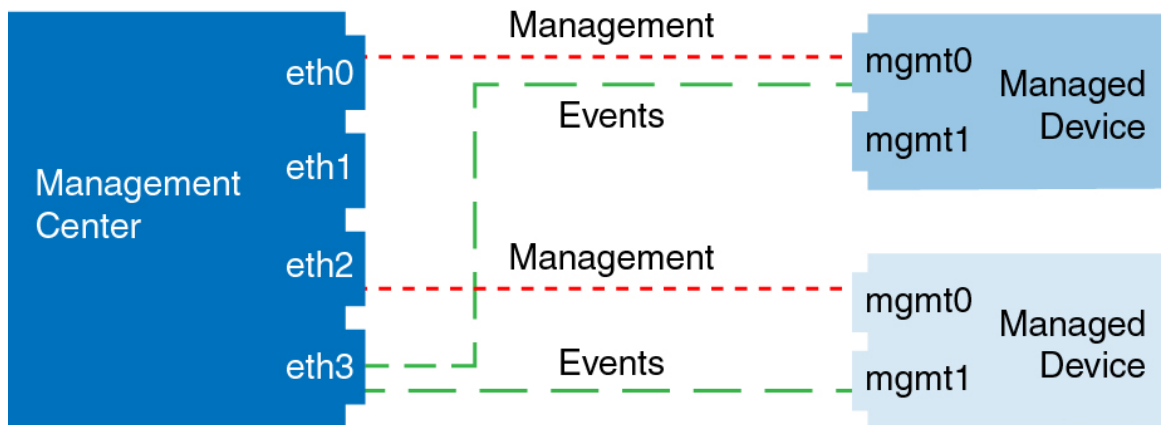 Management
Center
eth0
eth1
eth2
eth3
Management
Events
Management
Events
mgmt0
mgmt1
Managed
Device
mgmt0
mgmt1
Managed
Device